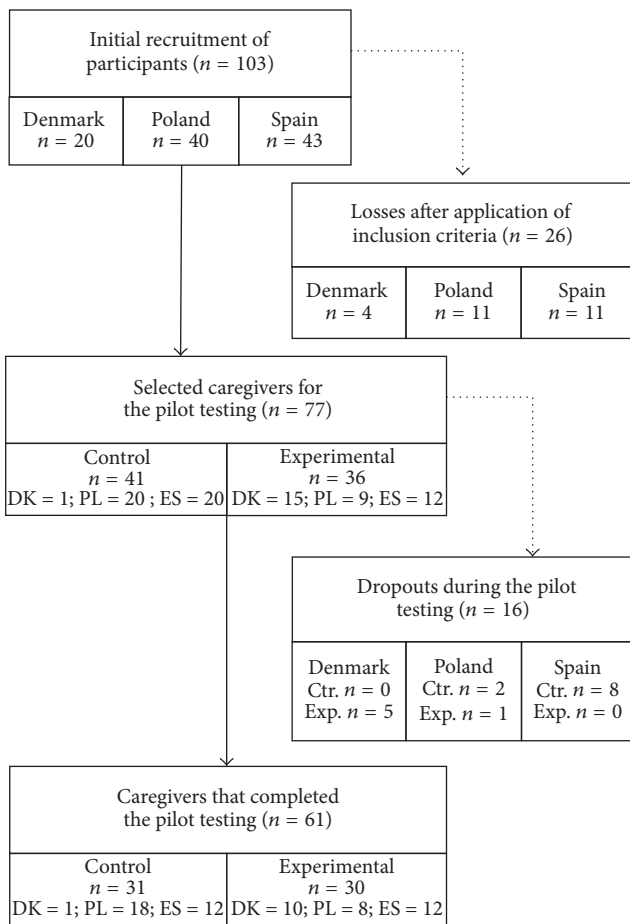 Initial recruitment of
participants (n = 103)
Denmark
n = 20
Poland
n = 40
Spain
n = 43
Losses after application of
inclusion criteria (n = 26)
Denmark
n = 4
Poland
n = 11
Spain
n = 11
Selected caregivers for
the pilot testing (n = 77)
Control
n = 41
DK = 1; PL = 20 ; ES = 20
Experimental
n = 36
DK = 15; PL = 9; ES = 12
Dropouts during the pilot
testing (n = 16)
Denmark
Ctr. n = 0
Exp. n = 5
Poland
Ctr. n = 2
Exp. n = 1
Spain
Ctr. n = 8
Exp. n = 0
Caregivers that completed
the pilot testing (n = 61)
Control
n = 31
DK = 1; PL = 18; ES = 12
Experimental
n = 30
DK = 10; PL = 8; ES = 12